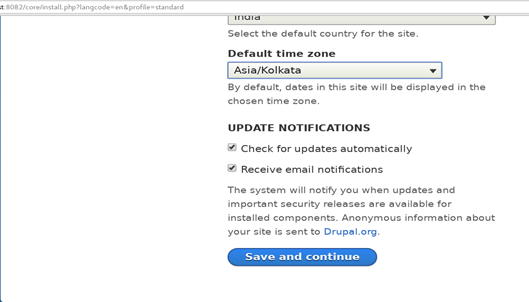 st:8082/core/install.php?langcode=en&profile=standard
India
Select the default country for the site.
Default time zone
Asia/Kolkata
By default, dates in this site will be displayed in the
chosen time zone.
UPDATE NOTIFICATIONS
Check for updates automatically
Receive email notifications
The system will notify you when updates and
important security releases are available for
installed components. Anonymous information about
your site is sent to Drupal.org.
Save and continue